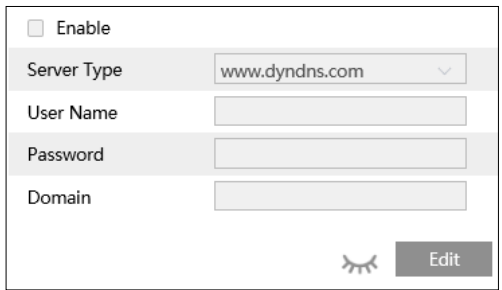 Enable
Server Type www.dyndns.com
User Name
Password
Domain
Edit